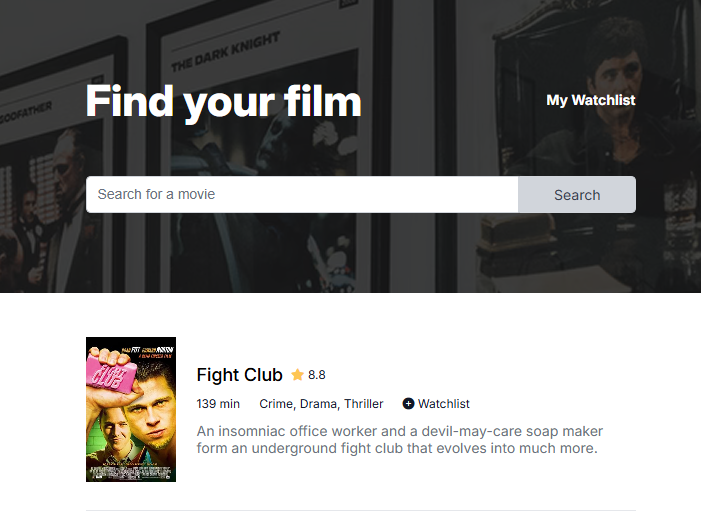 THE DARK KNIGHT
GODFATHER
Find your film
My Watchlist
Search for a movie
Search
FIGHT
CLUB
Fight Club 8.8
139 min Crime, Drama, Thriller Watchlist
An insomniac office worker and a devil-may-care soap maker
form an underground fight club that evolves into much more.